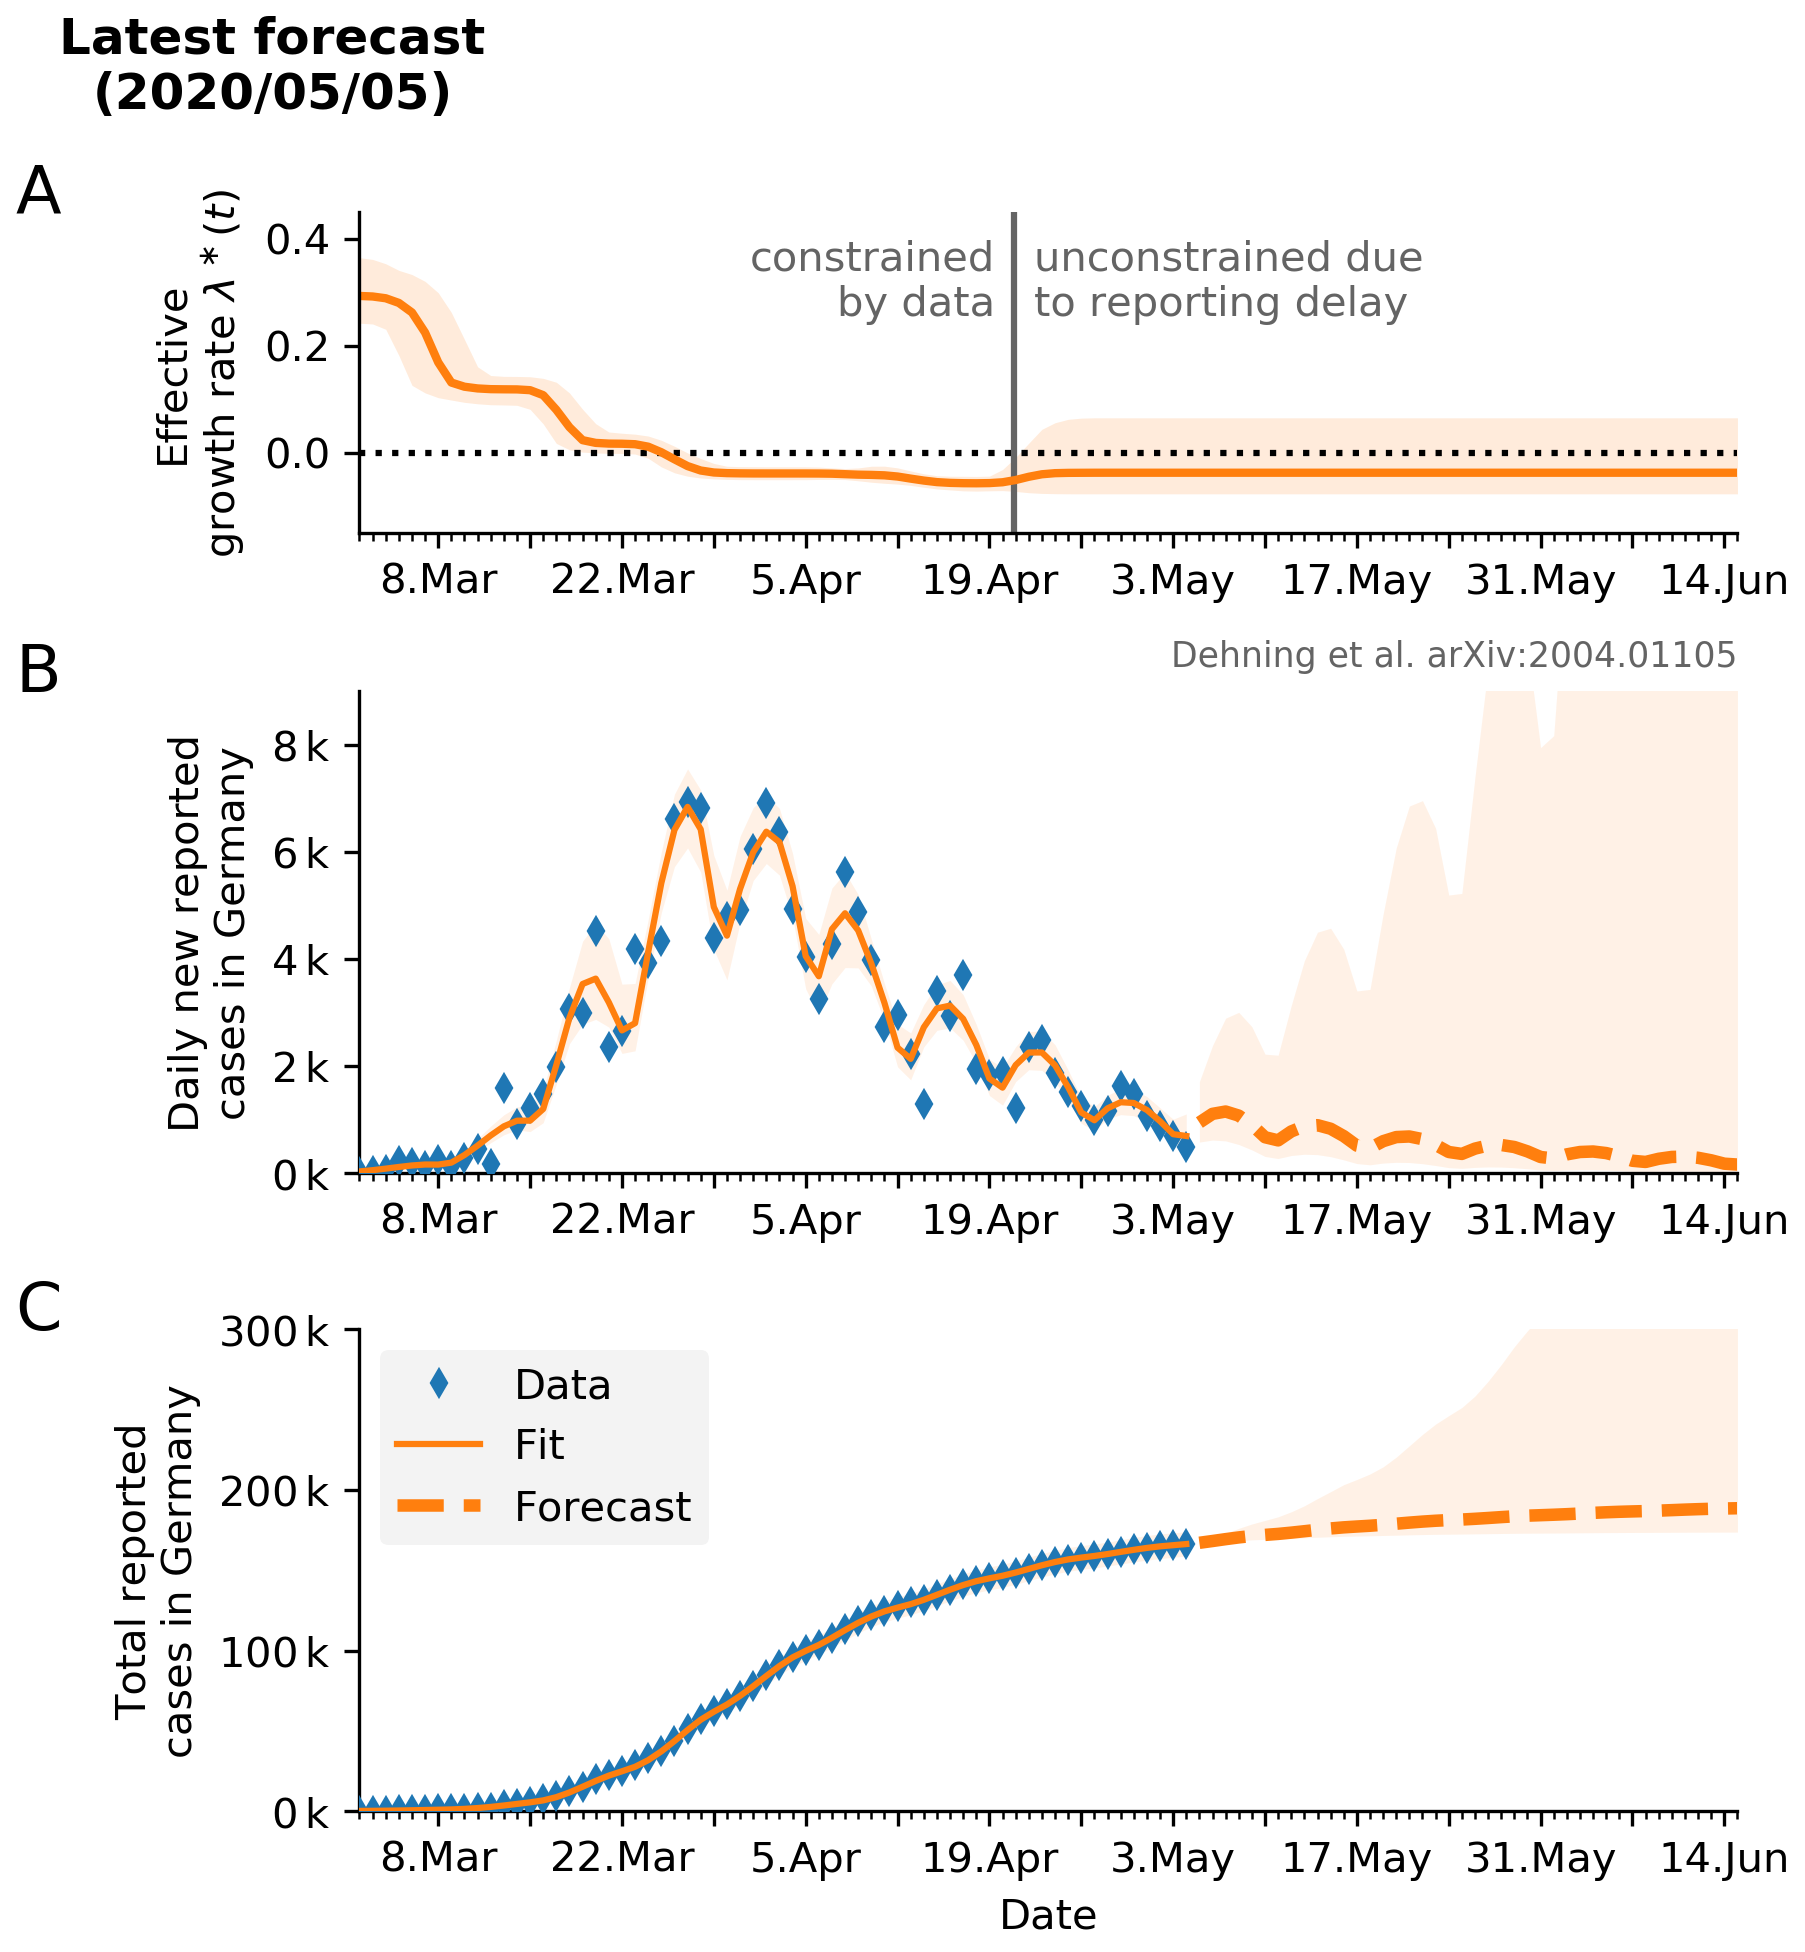 Latest forecast
(2020/05/05)
A
Effective
growth rate λ * (t)
0.4
0.2
0.0
constrained
by data
unconstrained due
to reporting delay
8.Mar 22.Mar 5.Apr 19.Apr 3.May 17.May 31.May 14.Jun
B
Dehning et al. arXiv:2004.01105
Daily new reported
cases in Germany
8 k
6 k
4 k
2 k
0 k
8.Mar 22.Mar 5.Apr 19.Apr 3.May 17.May 31.May 14.Jun
C
Total reported
cases in Germany
300 k
200 k
100 k
0 k
Data
Fit
Forecast
8.Mar 22.Mar 5.Apr 19.Apr 3.May 17.May 31.May 14.Jun
Date